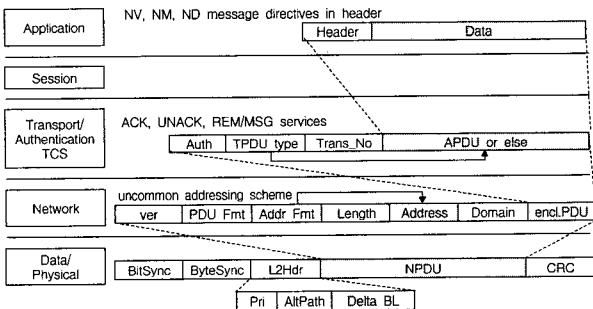 NV, NM, ND message directives in header
Application
Header Data
Session
Transport/
Authentication
TCS
ACK, UNACK, REM/MSG services
Auth TPDU type Trans_No APDU or else
Network
uncommon addressing scheme
ver PDU Fmt Addr Fmt Length Address Domain encl.PDU
Data/
Physical
BitSync ByteSync L2Hdr NPDU CRC
Pri AltPath Delta BL